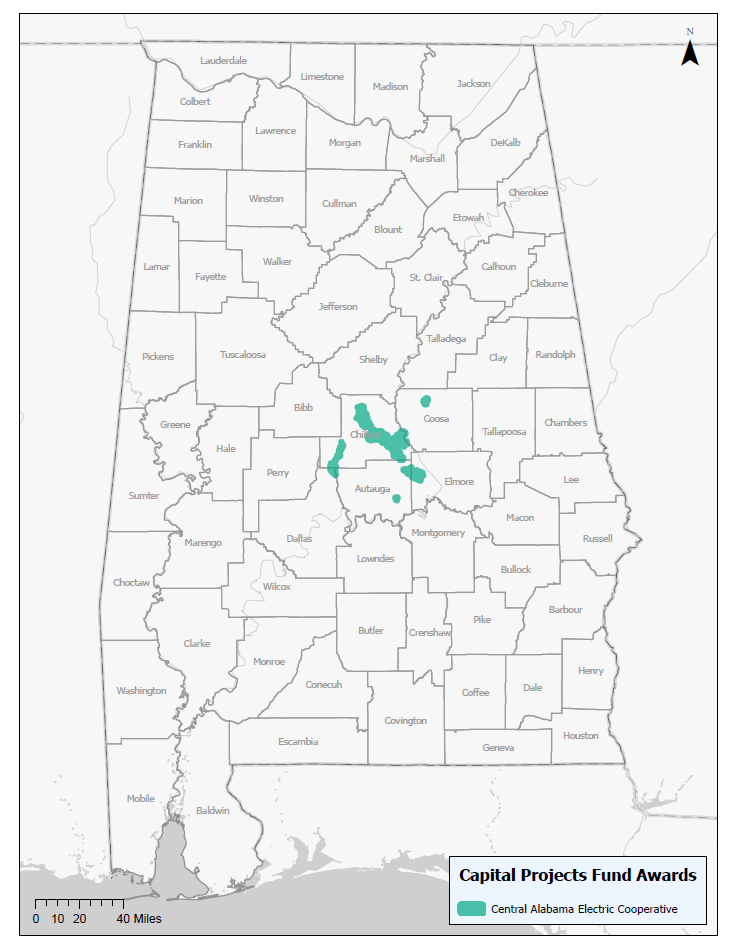 N
Lauderdale
Limestone
Madison
Jackson
Colbert
Lawrence
Franklin
Morgan
DeKalb
Marshall
Cherokee
Marion
Winston
Cullman
Etowah
Blount
Walker
Lamar
Fayette
St. Clair
Calhoun
Cleburne
Jefferson
Talladega
Pickens
Tuscaloosa
Shelby
Clay
Randolph
Bibb
Coosa
Chambers
Greene
Tallapoosa
Hale
Perry
Autauga
Elmore
Lee
Sumter
Macon
Montgomery
Russell
Marengo
Dallas
Lowndes
Bullock
Choctaw
Wilcox
Barbour
Pike
Butler
Crenshaw
Clarke
Monroe
Henry
Conecuh
Washington
Coffee
Dale
Covington
Houston
Escambia
Geneva
Mobile
Baldwin
Capital Projects Fund Awards
Central Alabama Electric Cooperative
0 10 20 40 Miles